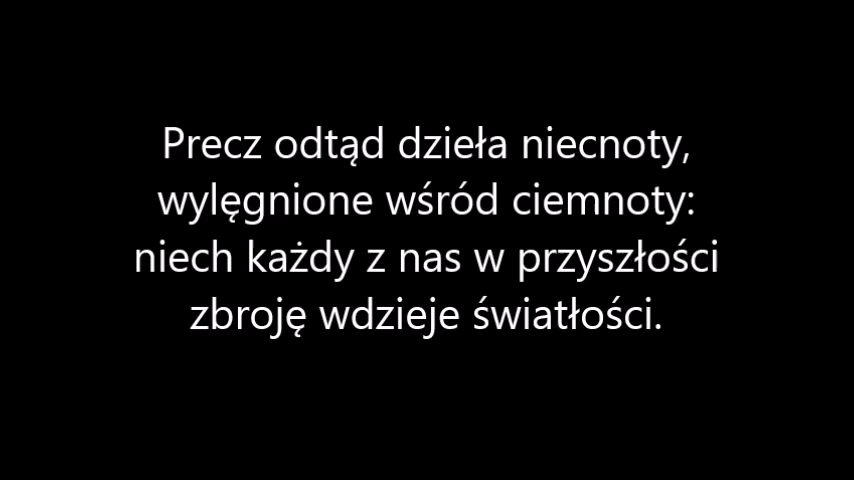 Precz odtąd dzieła niecnoty,
wylęgnione wśród ciemnoty:
niech każdy z nas w przyszłości
zbroję wdzieje światłości.